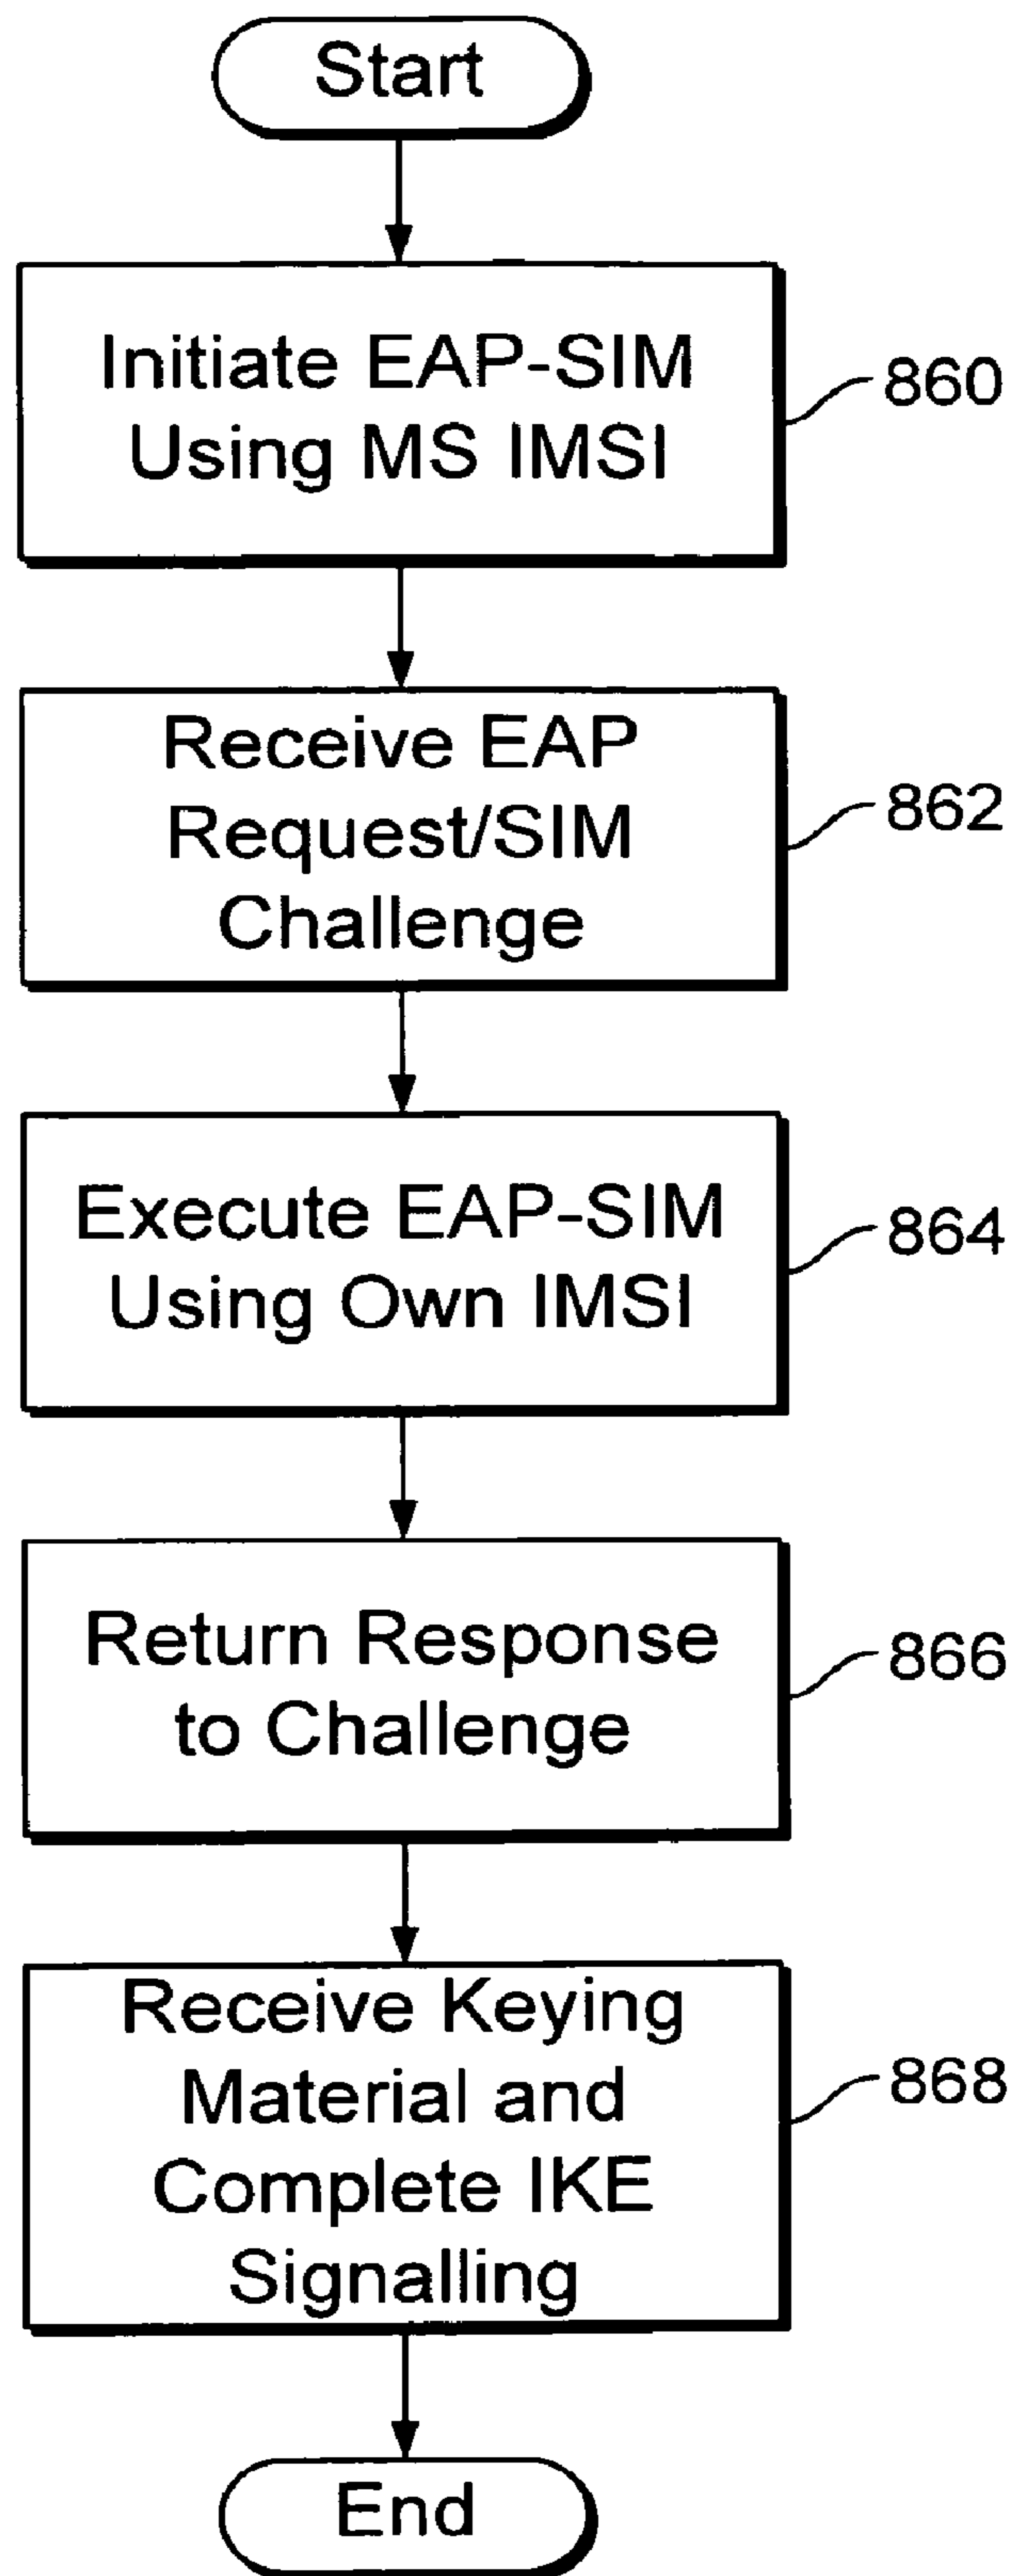 Start
Initiate EAP-SIM
Using MS IMSI
860
Receive EAP
Request/SIM
Challenge
862
Execute EAP-SIM
Using Own IMSI
864
Return Response
to Challenge
866
Receive Keying
Material and
Complete IKE
Signalling
868
End